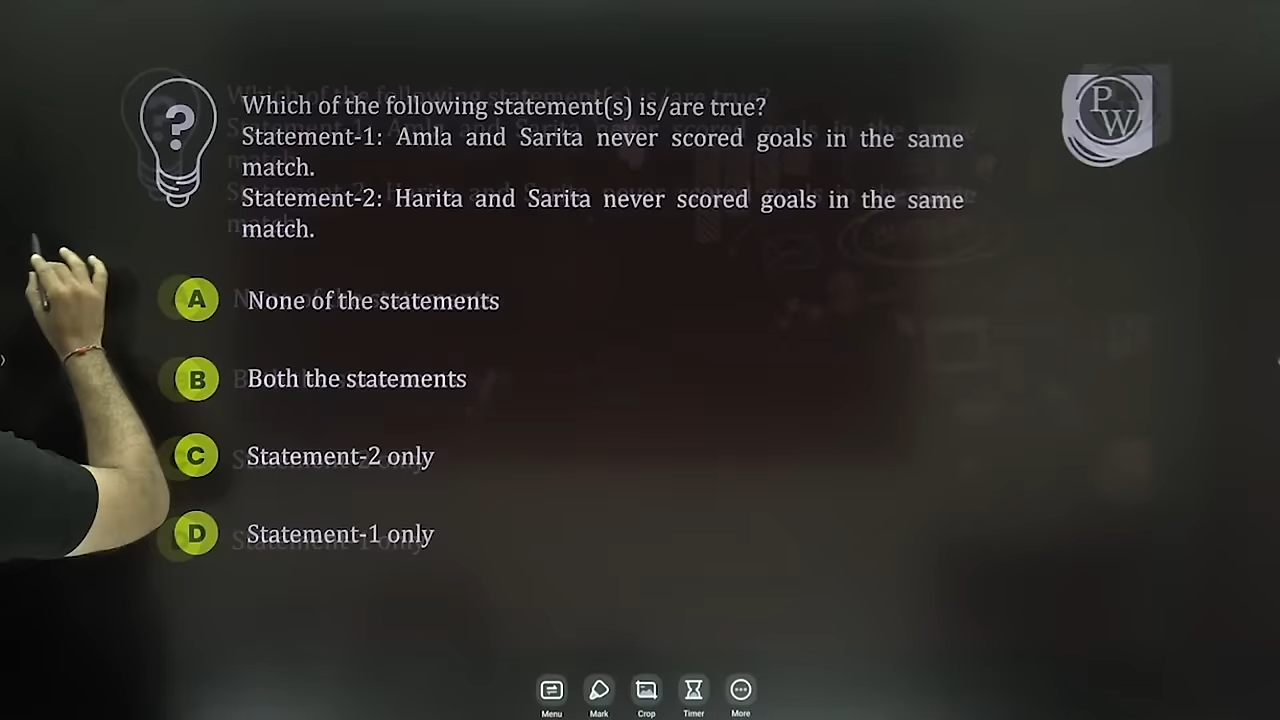 Which of the following statement(s) is/are true?
Statement-1: Amla and Sarita never scored goals in the same
match.
Statement-2: Harita and Sarita never scored goals in the same
match.
A None of the statements
B Both the statements
C Statement-2 only
D Statement-1 only
PW
Menu Mark Crop Timer More